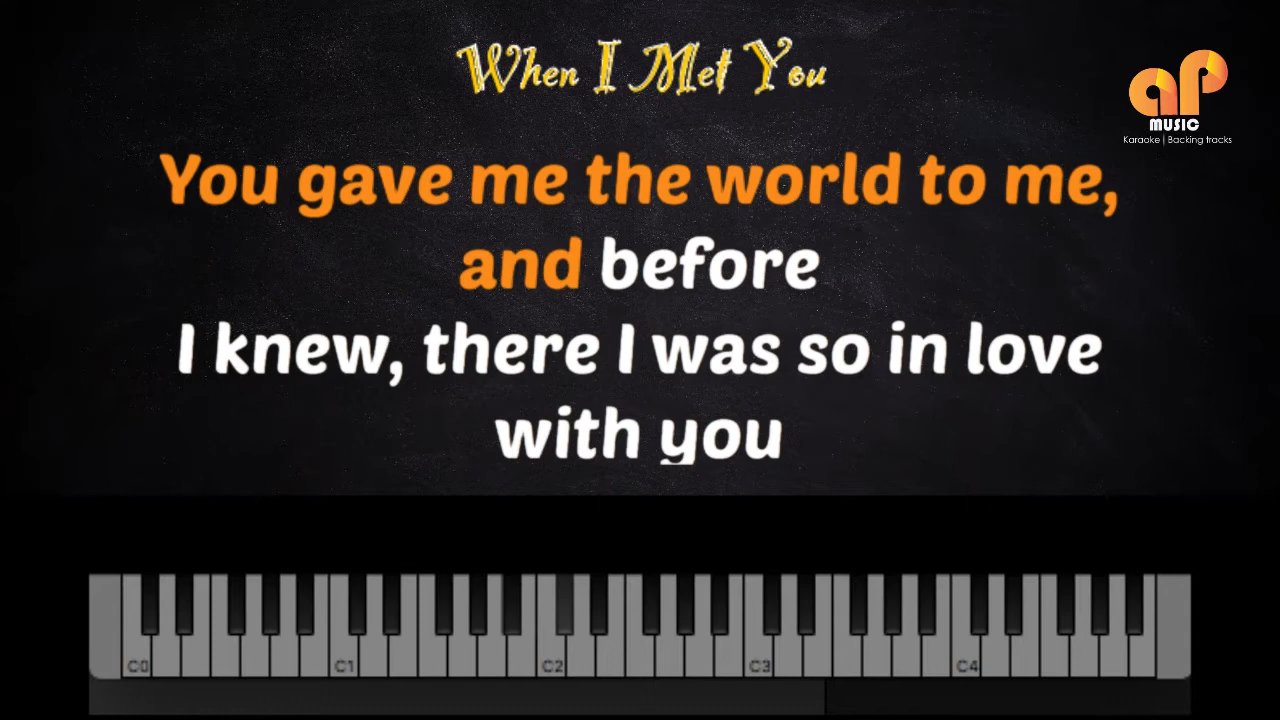 When I Met You
ap
MUSIC
Karaoke | Backing tracks
You gave me the world to me,
and before
I knew, there I was so in love
with you
C0 C1 C2 C3 C4